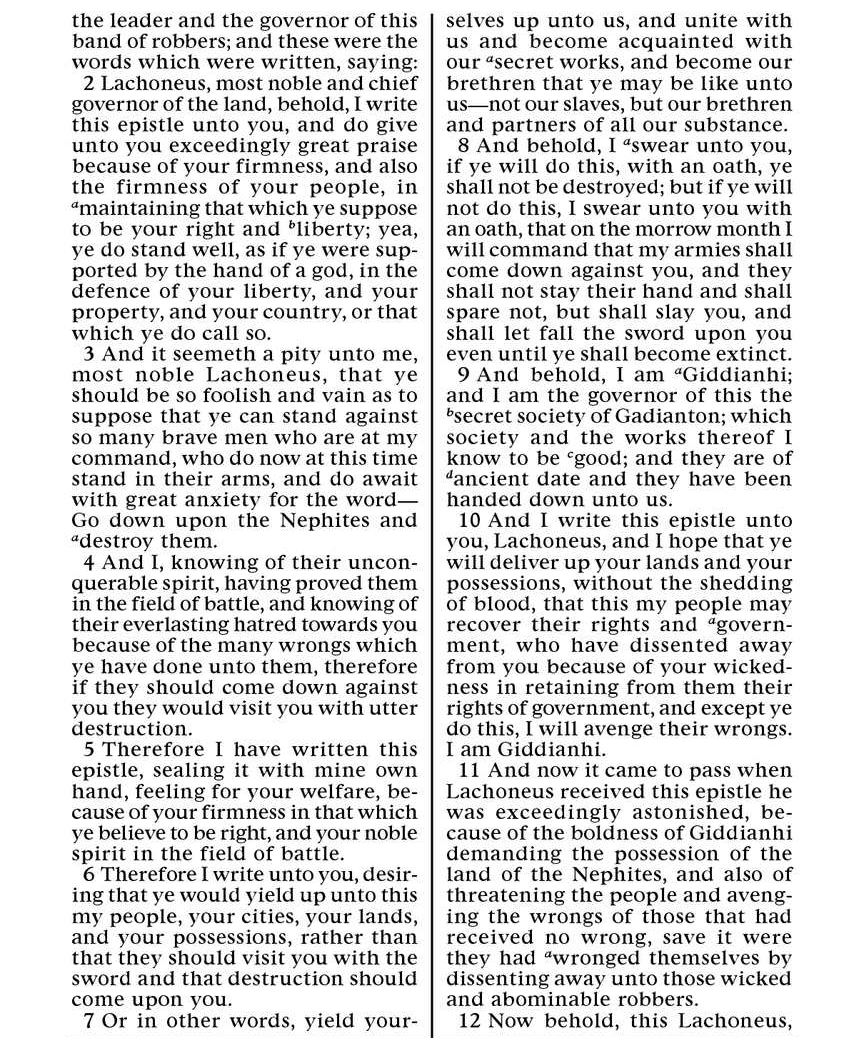 the leader and the governor of this
band of robbers; and these were the
words which were written, saying:
2 Lachoneus, most noble and chief
governor of the land, behold, I write
this epistle unto you, and do give
unto you exceedingly great praise
because of your firmness, and also
the firmness of your people, in
ᵃmaintaining that which ye suppose
to be your right and ᵇliberty; yea,
ye do stand well, as if ye were sup-
ported by the hand of a god, in the
defence of your liberty, and your
property, and your country, or that
which ye do call so.
3 And it seemeth a pity unto me,
most noble Lachoneus, that ye
should be so foolish and vain as to
suppose that ye can stand against
so many brave men who are at my
command, who do now at this time
stand in their arms, and do await
with great anxiety for the word—
Go down upon the Nephites and
ᵃdestroy them.
4 And I, knowing of their uncon-
querable spirit, having proved them
in the field of battle, and knowing of
their everlasting hatred towards you
because of the many wrongs which
ye have done unto them, therefore
if they should come down against
you they would visit you with utter
destruction.
5 Therefore I have written this
epistle, sealing it with mine own
hand, feeling for your welfare, be-
cause of your firmness in that which
ye believe to be right, and your noble
spirit in the field of battle.
6 Therefore I write unto you, desir-
ing that ye would yield up unto this
my people, your cities, your lands,
and your possessions, rather than
that they should visit you with the
sword and that destruction should
come upon you.
7 Or in other words, yield your-
selves up unto us, and unite with
us and become acquainted with
our ᵃsecret works, and become our
brethren that ye may be like unto
us—not our slaves, but our brethren
and partners of all our substance.
8 And behold, I ᵃswear unto you,
if ye will do this, with an oath, ye
shall not be destroyed; but if ye will
not do this, I swear unto you with
an oath, that on the morrow month I
will command that my armies shall
come down against you, and they
shall not stay their hand and shall
spare not, but shall slay you, and
shall let fall the sword upon you
even until ye shall become extinct.
9 And behold, I am ᵃGiddianhi;
and I am the governor of this the
ᵇsecret society of Gadianton; which
society and the works thereof I
know to be ᶜgood; and they are of
ᵈancient date and they have been
handed down unto us.
10 And I write this epistle unto
you, Lachoneus, and I hope that ye
will deliver up your lands and your
possessions, without the shedding
of blood, that this my people may
recover their rights and ᵃgovern-
ment, who have dissented away
from you because of your wicked-
ness in retaining from them their
rights of government, and except ye
do this, I will avenge their wrongs.
I am Giddianhi.
11 And now it came to pass when
Lachoneus received this epistle he
was exceedingly astonished, be-
cause of the boldness of Giddianhi
demanding the possession of the
land of the Nephites, and also of
threatening the people and aveng-
ing the wrongs of those that had
received no wrong, save it were
they had ᵃwronged themselves by
dissenting away unto those wicked
and abominable robbers.
12 Now behold, this Lachoneus,